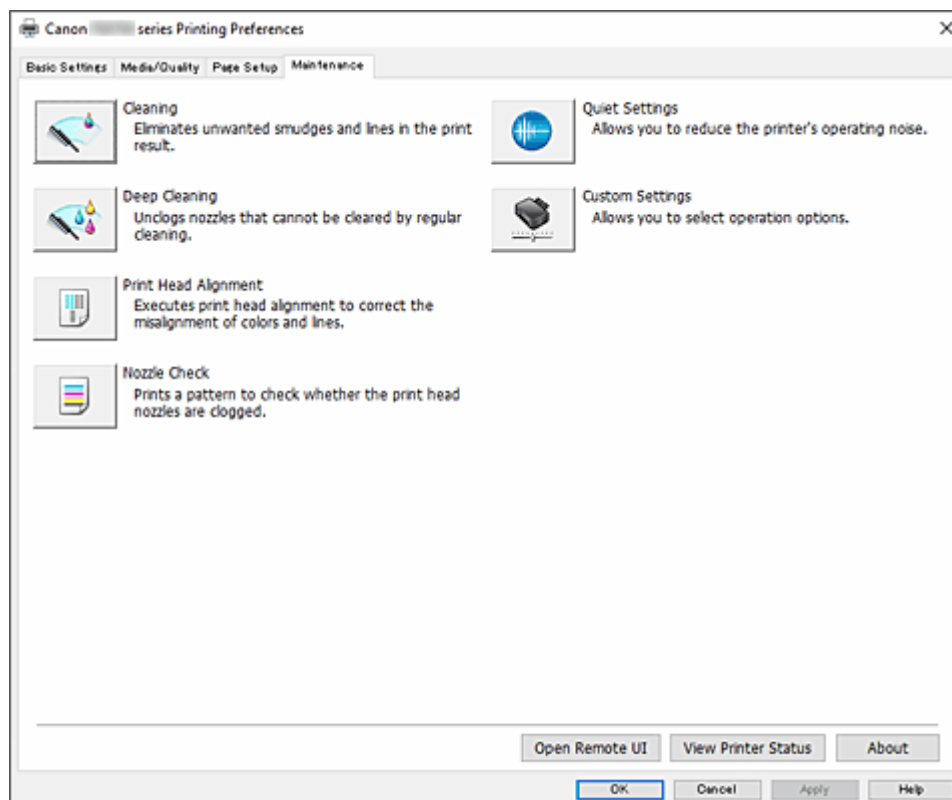 Canon series Printing Preferences
Basic Settings Media/Quality Page Setup Maintenance
Cleaning
Eliminates unwanted smudges and lines in the print
result.
Deep Cleaning
Unclogs nozzles that cannot be cleared by regular
cleaning.
Print Head Alignment
Executes print head alignment to correct the
misalignment of colors and lines.
Nozzle Check
Prints a pattern to check whether the print head
nozzles are clogged.
Quiet Settings
Allows you to reduce the printer's operating noise.
Custom Settings
Allows you to select operation options.
Open Remote UI View Printer Status About
OK Cancel Apply Help